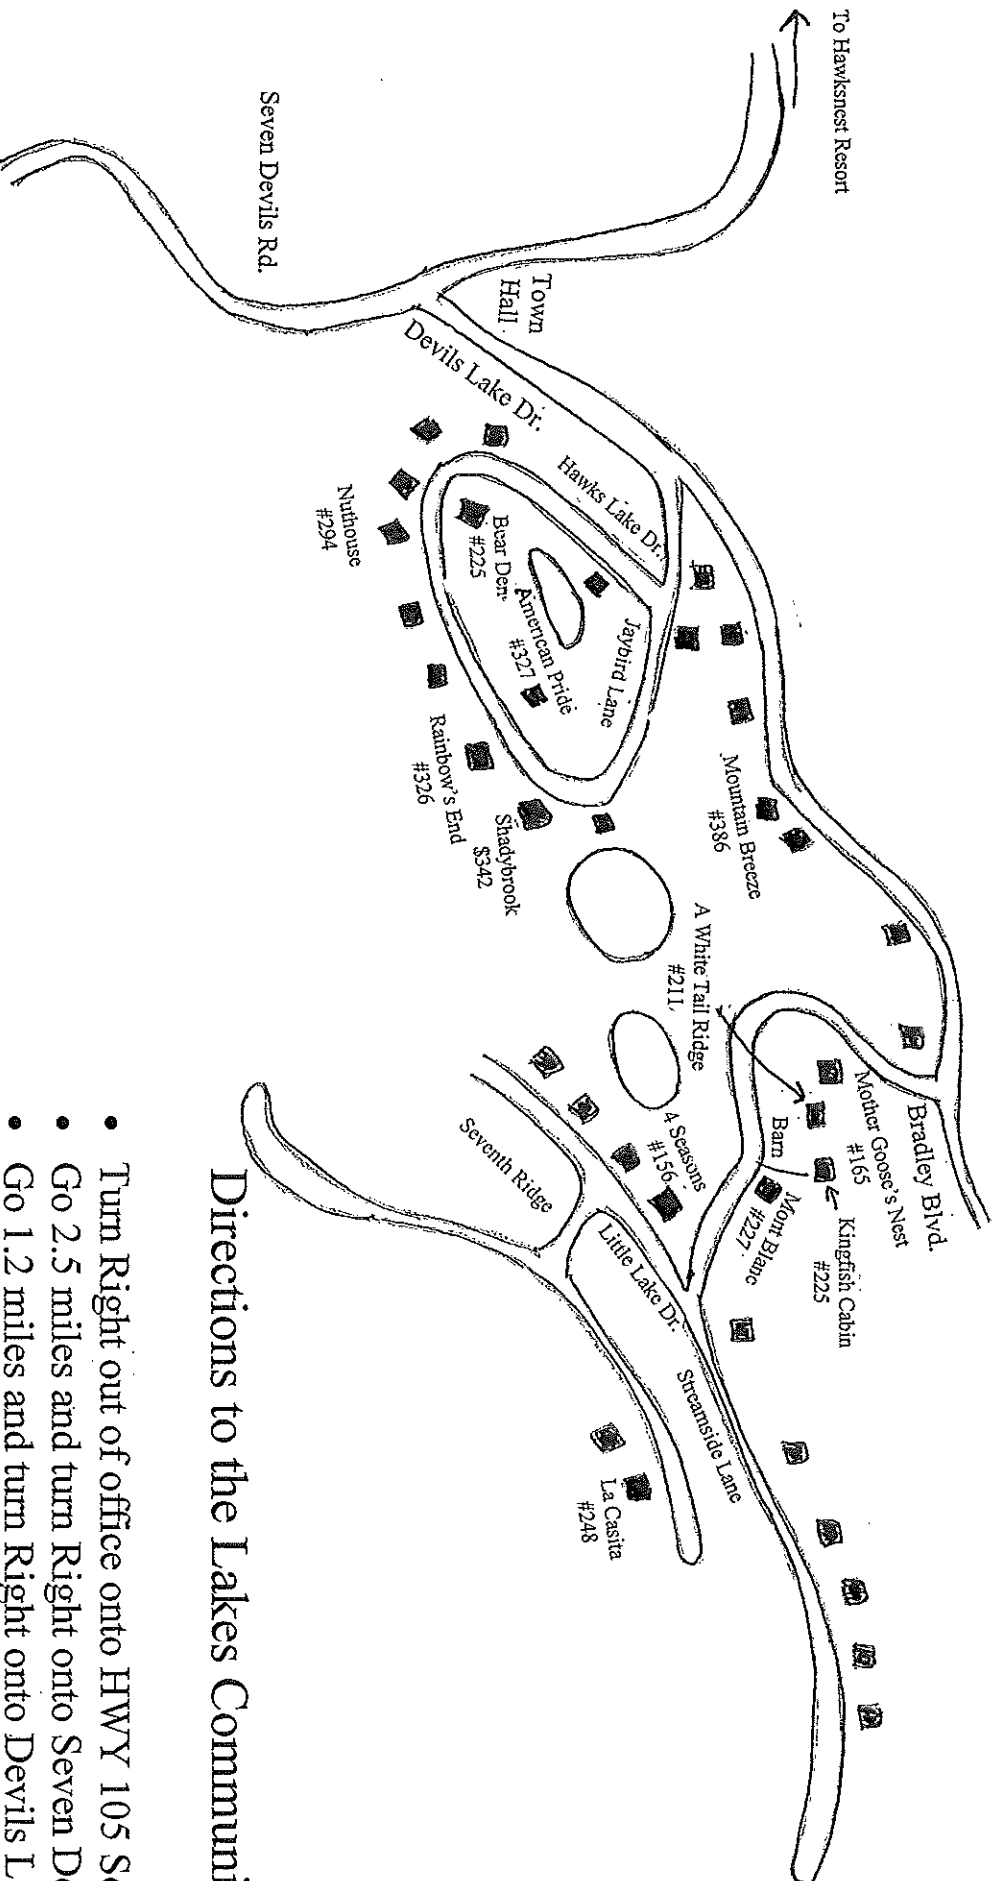 To Hawksnest Resort
Seven Devils Rd.
Town
Hall
Devils Lake Dr.
Hawks Lake Dr.
Jaybird Lane
Bear Den
#225
American Pride
#327
Nuthouse
#294
Rainbow's End
#326
Shadybrook
$342
Mountain Breeze
#386
A White Tail Ridge
#211
Bradley Blvd.
Mother Goose's Nest
#165
Kingfish Cabin
#225
Barn
Mont Blanc
#227
4 Seasons
#156
Seventh Ridge
Little Lake Dr.
Streamside Lane
La Casita
#248
Directions to the Lakes Communi
• Turn Right out of office onto HWY 105 So
• Go 2.5 miles and turn Right onto Seven De
• Go 1.2 miles and turn Right onto Devils L